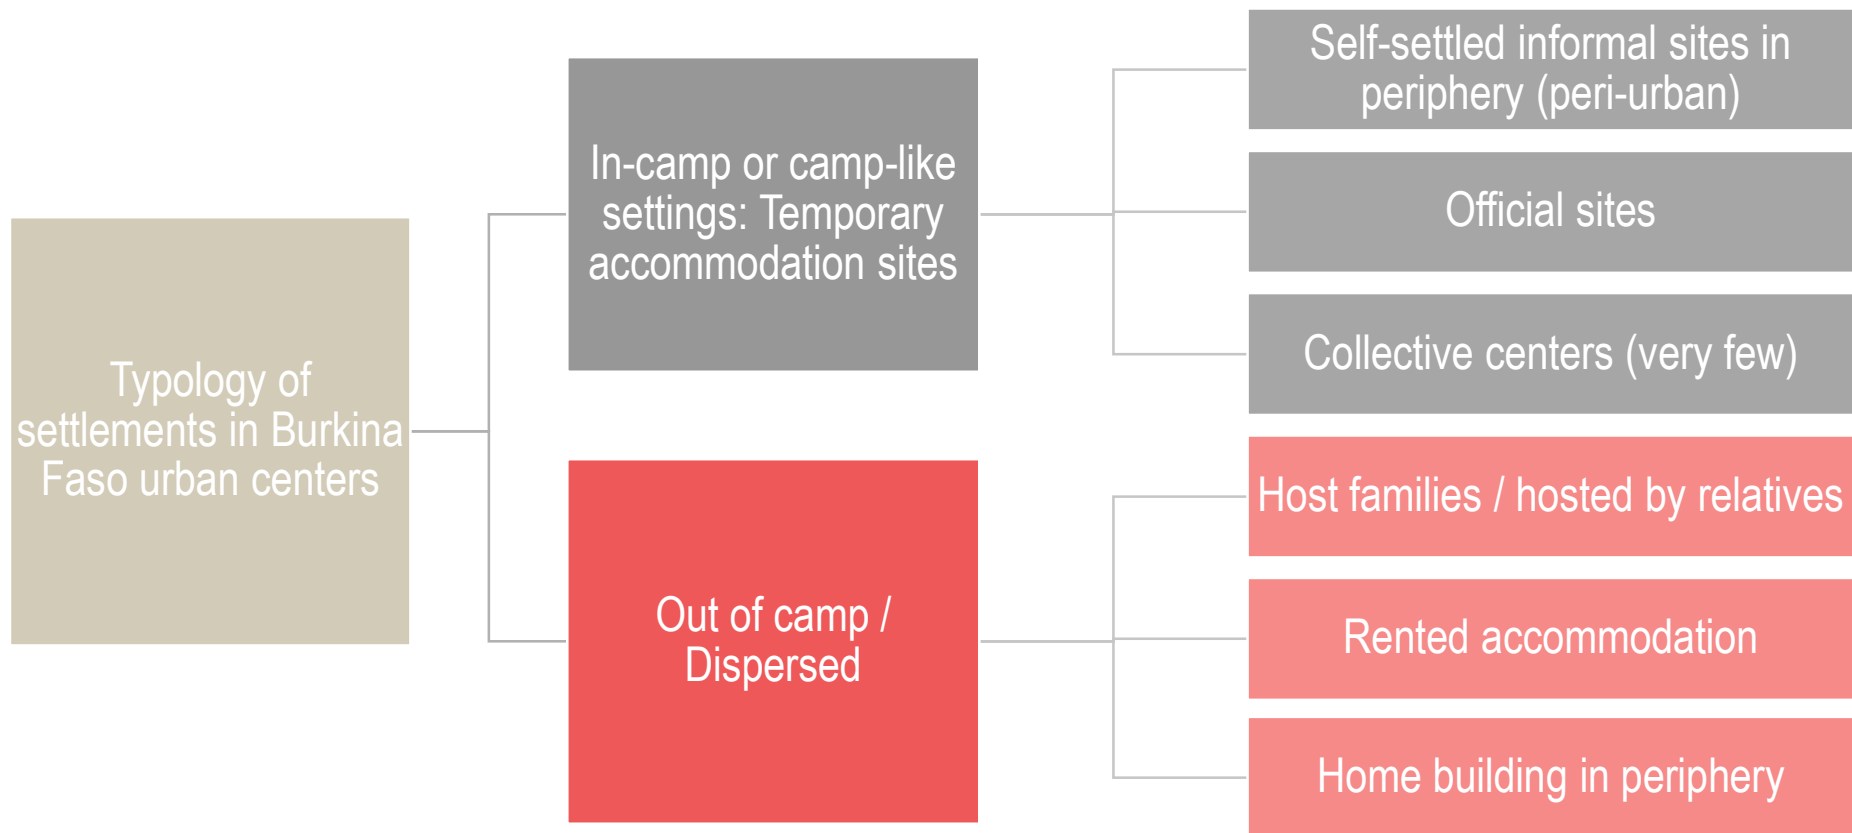 Typology of
settlements in Burkina
Faso urban centers
In-camp or camp-like
settings: Temporary
accommodation sites
Self-settled informal sites in
periphery (peri-urban)
Official sites
Collective centers (very few)
Out of camp /
Dispersed
Host families / hosted by relatives
Rented accommodation
Home building in periphery